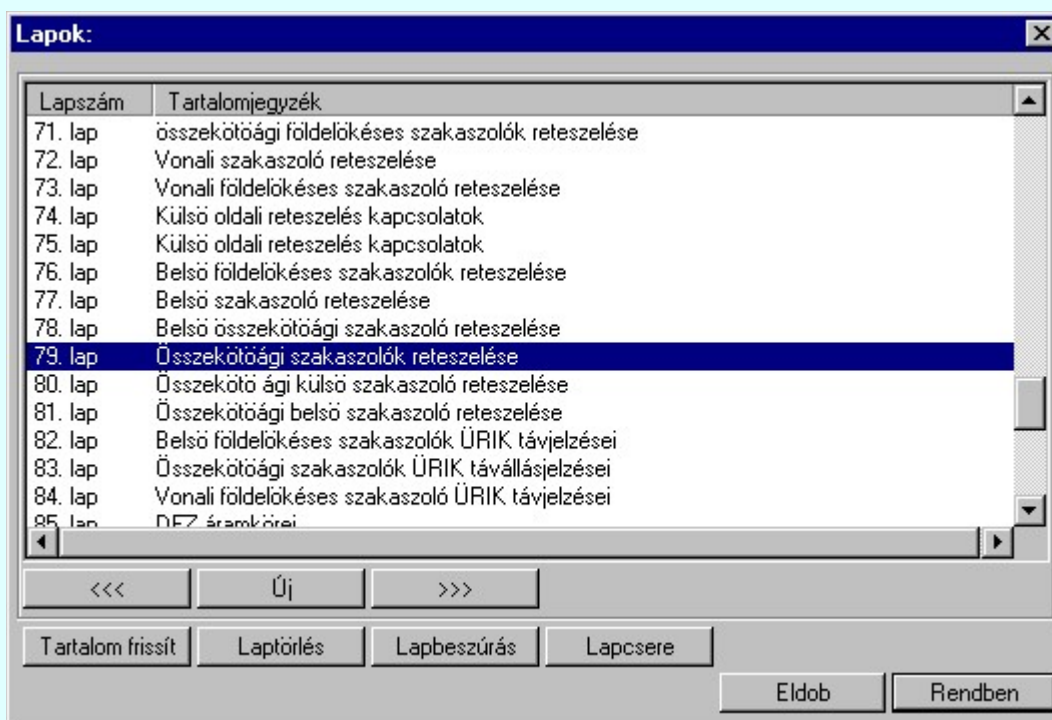 Lapok:
Lapszám Tartalomjegyzék
71. lap összekötöági földelökéses szakaszolók reteszelése
72. lap Vonali szakaszoló reteszelése
73. lap Vonali földelökéses szakaszoló reteszelése
74. lap Külsö oldali reteszelés kapcsolatok
75. lap Külsö oldali reteszelés kapcsolatok
76. lap Belsö földelökéses szakaszolók reteszelése
77. lap Belsö szakaszoló reteszelése
78. lap Belsö összekötöági szakaszoló reteszelése
79. lap Összekötöági szakaszolók reteszelése
80. lap Összekötö ági külsö szakaszoló reteszelése
81. lap Összekötöági belsö szakaszoló reteszelése
82. lap Belsö földelökéses szakaszolók ÜRIK távjelzései
83. lap Összekötöági szakaszolók ÜRIK távállásjelzései
84. lap Vonali földelökéses szakaszoló ÜRIK távjelzései
85. lap DFZ áramkörei
<<< Új >>>
Tartalom frissít Laptörlés Lapbeszúrás Lapcsere
Eldob Rendben